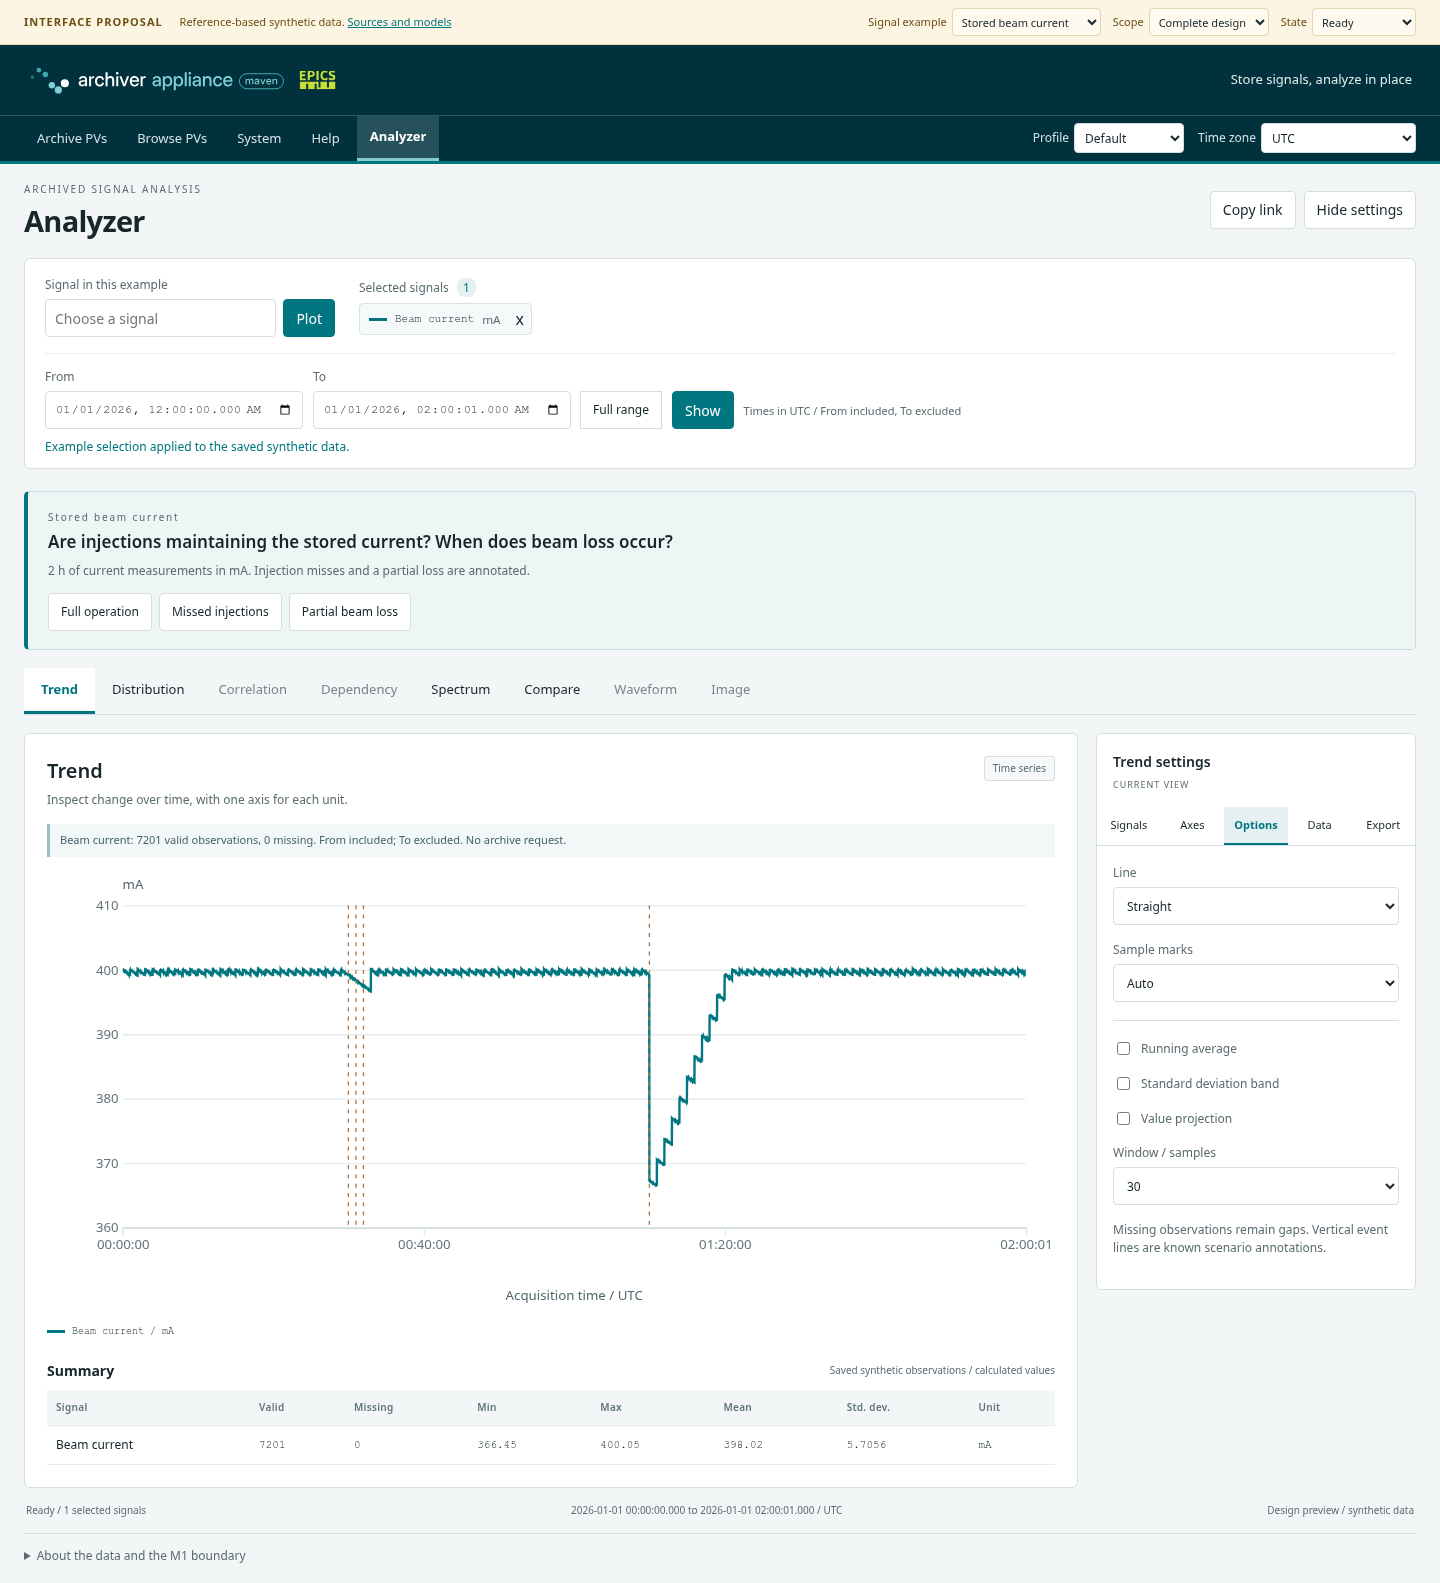 INTERFACE PROPOSAL Reference-based synthetic data. Sources and models Signal example Stored beam current Scope Complete design State Ready
archiver appliance maven EPICS Store signals, analyze in place
Archive PVs Browse PVs System Help Analyzer Profile Default Time zone UTC
ARCHIVED SIGNAL ANALYSIS
Analyzer Copy link Hide settings
Signal in this example Selected signals 1
Choose a signal Plot Beam current mA X
From To
01/01/2026, 12:00:00.000 AM 01/01/2026, 02:00:01.000 AM Full range Show Times in UTC / From included, To excluded
Example selection applied to the saved synthetic data.
Stored beam current
Are injections maintaining the stored current? When does beam loss occur?
2 h of current measurements in mA. Injection misses and a partial loss are annotated.
Full operation Missed injections Partial beam loss
Trend Distribution Correlation Dependency Spectrum Compare Waveform Image
Trend Time series
Inspect change over time, with one axis for each unit.
Beam current: 7201 valid observations, 0 missing. From included; To excluded. No archive request.
mA
410
400
390
380
370
360
00:00:00 00:40:00 01:20:00 02:00:01
Acquisition time / UTC
Beam current / mA
Summary Saved synthetic observations / calculated values
Signal Valid Missing Min Max Mean Std. dev. Unit
Beam current 7201 0 366.45 400.05 398.02 5.7056 mA
Trend settings
CURRENT VIEW
Signals Axes Options Data Export
Line
Straight
Sample marks
Auto
Running average
Standard deviation band
Value projection
Window / samples
30
Missing observations remain gaps. Vertical event
lines are known scenario annotations.
Ready / 1 selected signals 2026-01-01 00:00:00.000 to 2026-01-01 02:00:01.000 / UTC Design preview / synthetic data
About the data and the M1 boundary